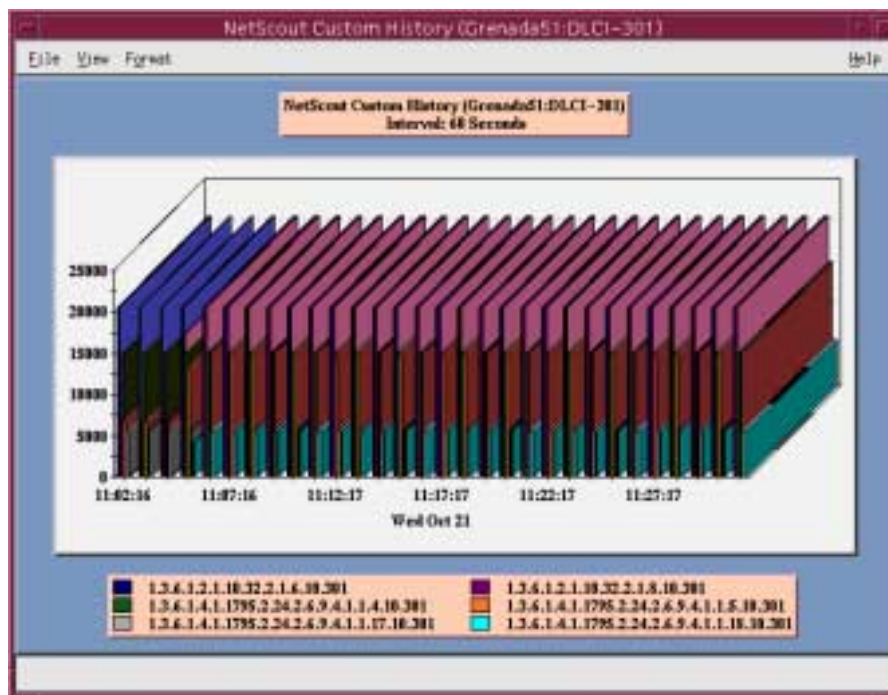 NetScout Custom History (Grenada51:DLCI-301)
File View Format Help
NetScout Custom History (Grenada51:DLCI-301)
Interval: 60 Seconds
25000
20000
15000
10000
5000
0
11:02:16 11:07:16 11:12:17 11:17:17 11:22:17 11:27:17
Wed Oct 21
1.3.6.1.2.1.10.32.2.1.6.10.301 1.3.6.1.2.1.10.32.2.1.8.10.301
1.3.6.1.4.1.1795.2.24.2.6.9.4.1.1.4.10.301 1.3.6.1.4.1.1795.2.24.2.6.9.4.1.1.5.10.301
1.3.6.1.4.1.1795.2.24.2.6.9.4.1.1.17.10.301 1.3.6.1.4.1.1795.2.24.2.6.9.4.1.1.18.10.301